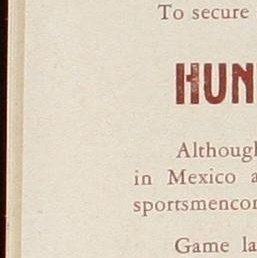 To secure
HUN
Although
in Mexico a
sportsmencor
Game la